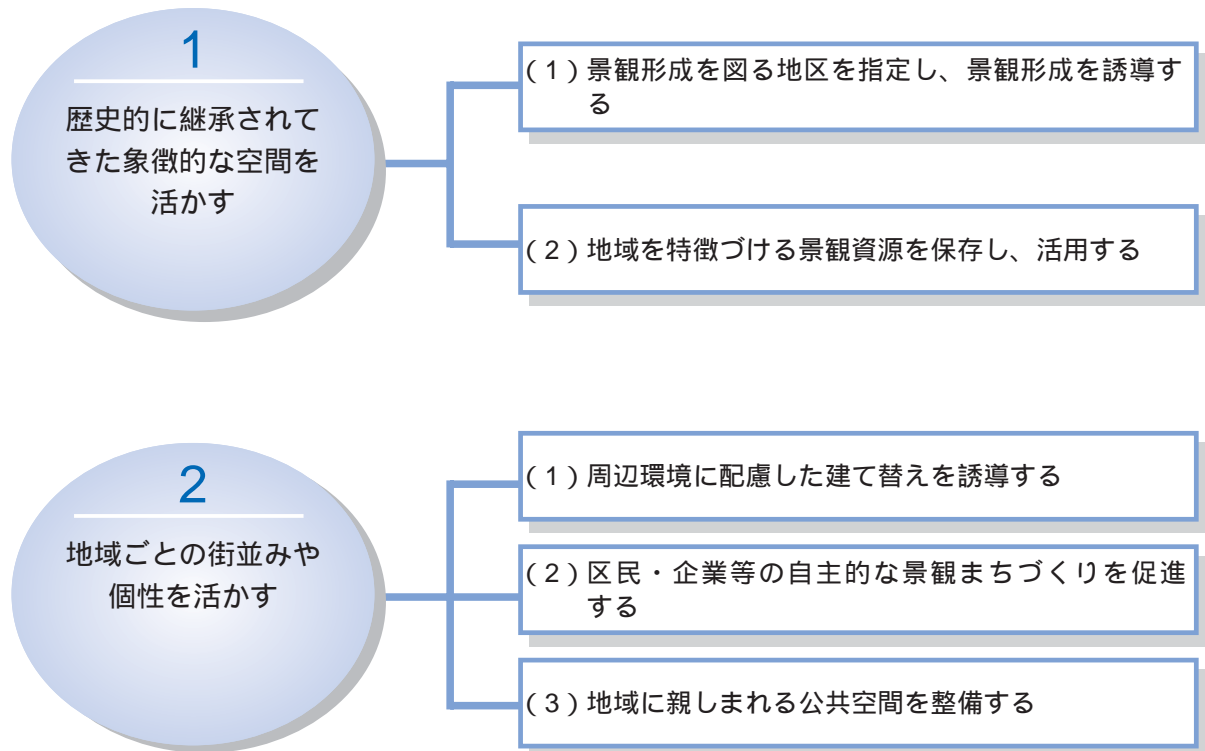 1
歴史的に継承されて
きた象徴的な空間を
活かす
(1)景観形成を図る地区を指定し、景観形成を誘導す
る
(2)地域を特徴づける景観資源を保存し、活用する
2
地域ごとの街並みや
個性を活かす
(1)周辺環境に配慮した建て替えを誘導する
(2)区民・企業等の自主的な景観まちづくりを促進
する
(3)地域に親しまれる公共空間を整備する